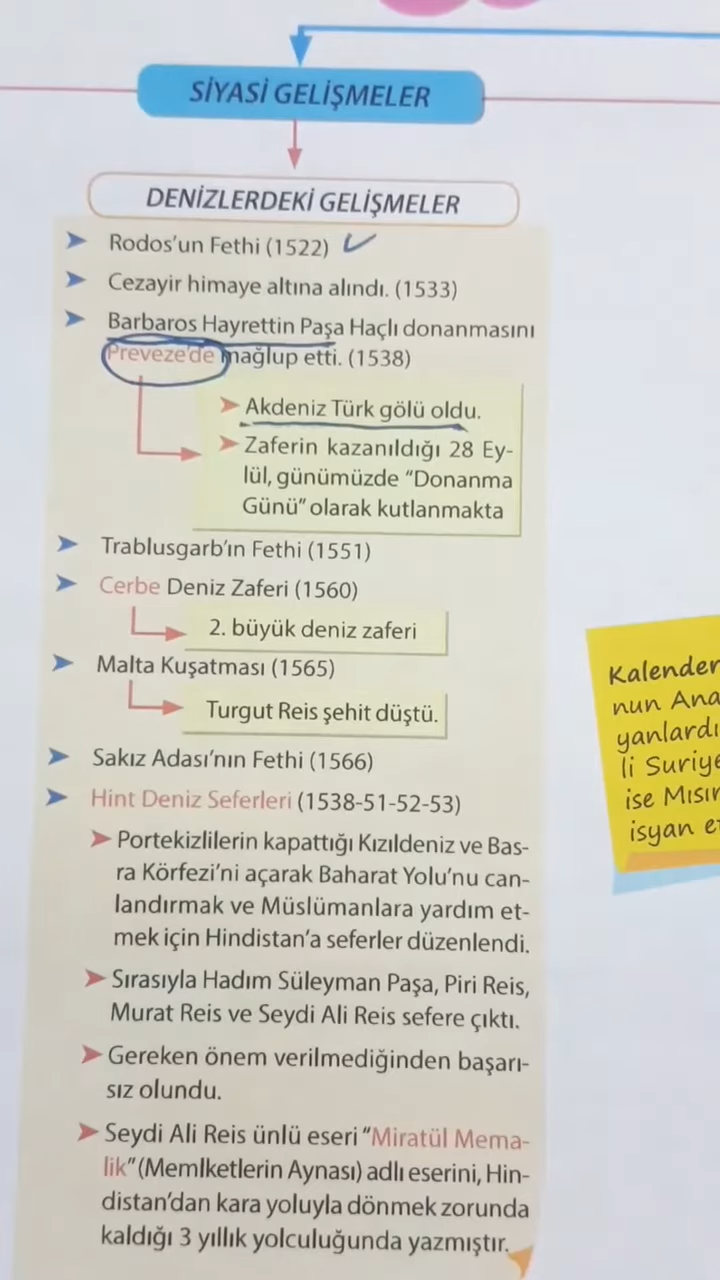 SİYASİ GELİŞMELER
DENİZLERDEKİ GELİŞMELER
Rodos'un Fethi (1522)
Cezayir himaye altına alındı. (1533)
Barbaros Hayrettin Paşa Haçlı donanmasını
Preveze'de mağlup etti. (1538)
Akdeniz Türk gölü oldu.
Zaferin kazanıldığı 28 Ey-
lül, günümüzde "Donanma
Günü" olarak kutlanmakta
Trablusgarb'ın Fethi (1551)
Cerbe Deniz Zaferi (1560)
2. büyük deniz zaferi
Malta Kuşatması (1565)
Turgut Reis şehit düştü.
Sakız Adası'nın Fethi (1566)
Hint Deniz Seferleri (1538-51-52-53)
Portekizlilerin kapattığı Kızıldeniz ve Bas-
ra Körfezi'ni açarak Baharat Yolu'nu can-
landırmak ve Müslümanlara yardım et-
mek için Hindistan'a seferler düzenlendi.
Sırasıyla Hadım Süleyman Paşa, Piri Reis,
Murat Reis ve Seydi Ali Reis sefere çıktı.
Gereken önem verilmediğinden başarı-
sız olundu.
Seydi Ali Reis ünlü eseri "Miratül Mema-
lik" (Memlketlerin Aynası) adlı eserini, Hin-
distan'dan kara yoluyla dönmek zorunda
kaldığı 3 yıllık yolculuğunda yazmıştır.
Kalender
nun Ana
yanlardı
li Suriye
ise Mısır
isyan et